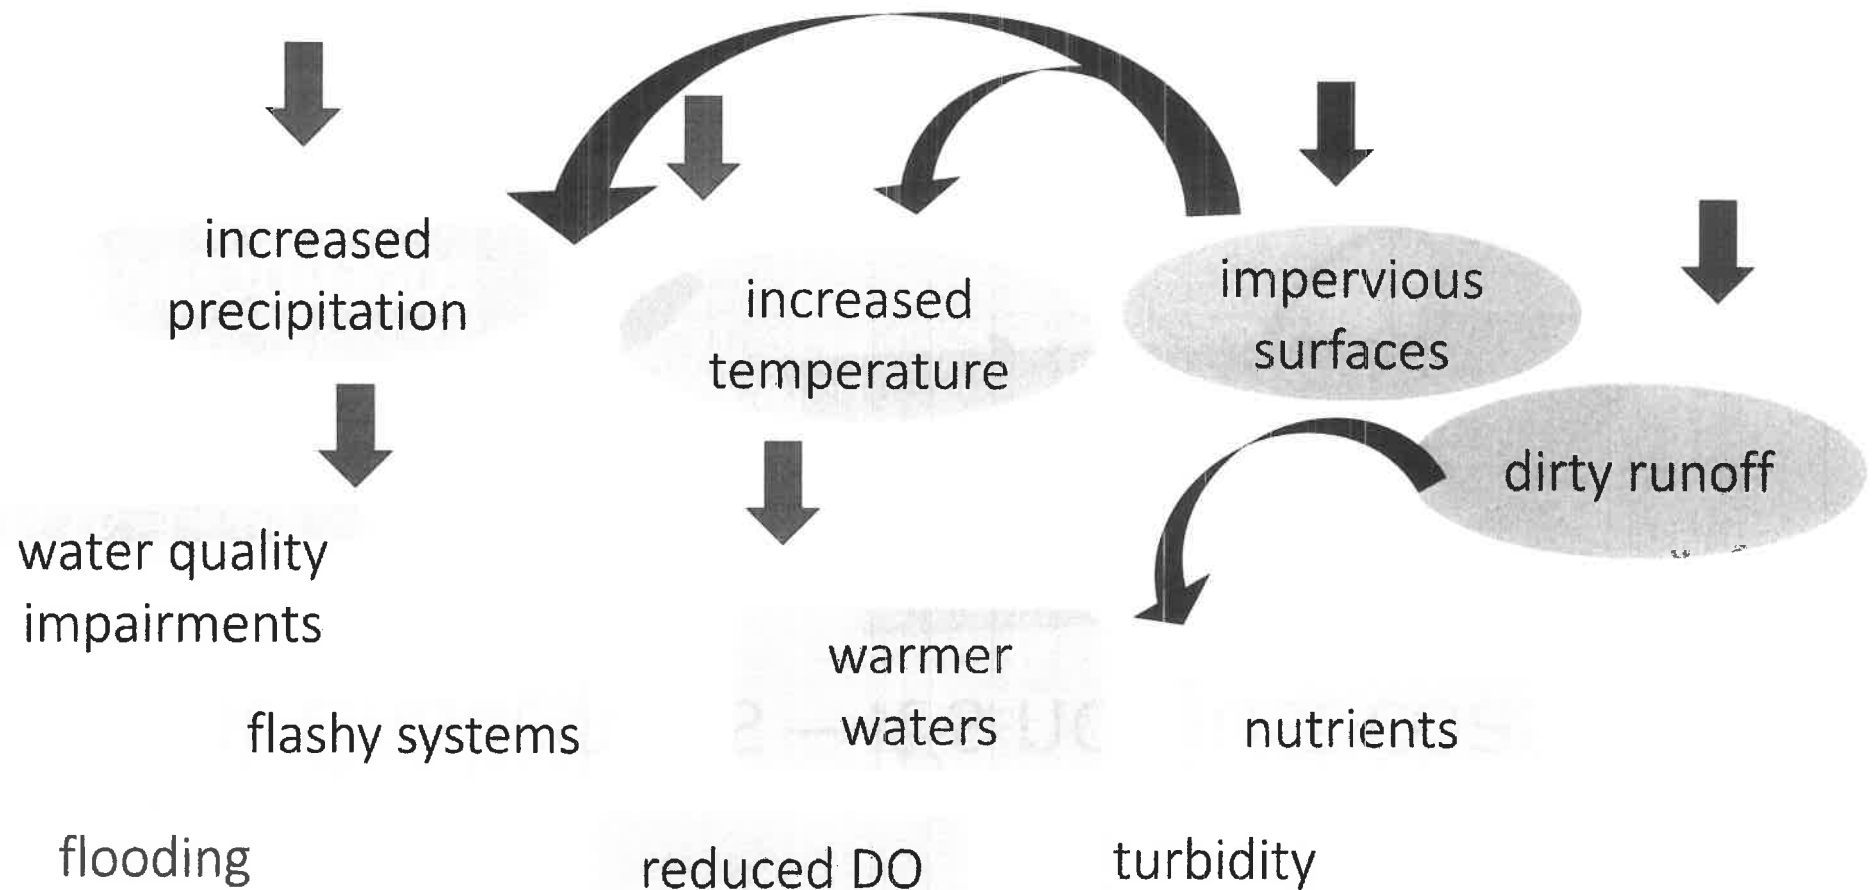 increased
precipitation
increased
temperature
impervious
surfaces
dirty runoff
water quality
impairments
warmer
waters
flashy systems
nutrients
flooding
reduced DO
turbidity